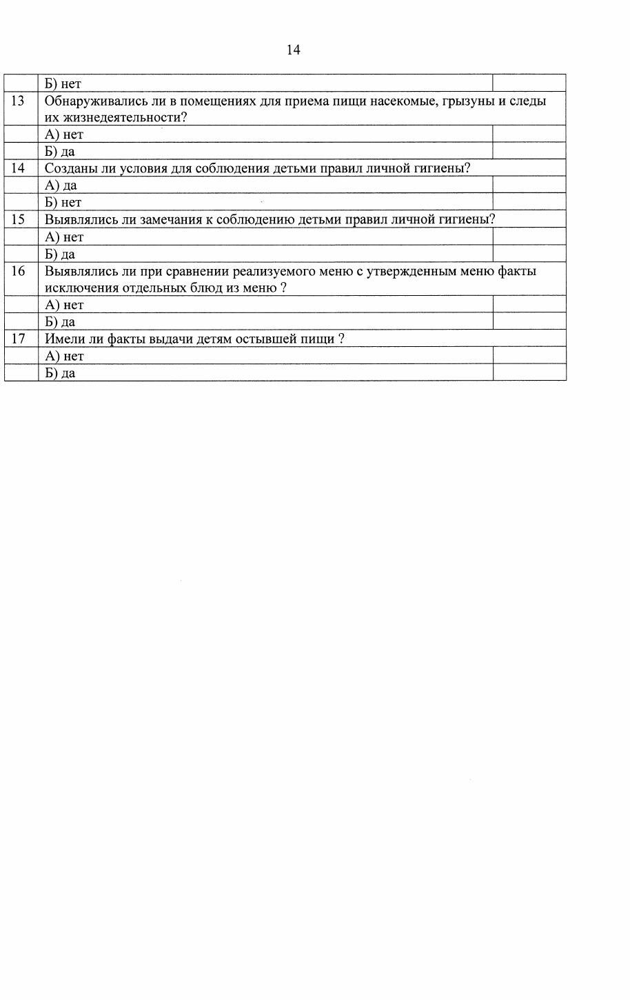 14
Б) нет
13 Обнаруживались ли в помещениях для приема пищи насекомые, грызуны и следы
их жизнедеятельности?
А) нет
Б) да
14 Созданы ли условия для соблюдения детьми правил личной гигиены?
А) да
Б) нет
15 Выявлялись ли замечания к соблюдению детьми правил личной гигиены?
А) нет
Б) да
16 Выявлялись ли при сравнении реализуемого меню с утвержденным меню факты
исключения отдельных блюд из меню ?
А) нет
Б) да
17 Имели ли факты выдачи детям остывшей пищи ?
А) нет
Б) да